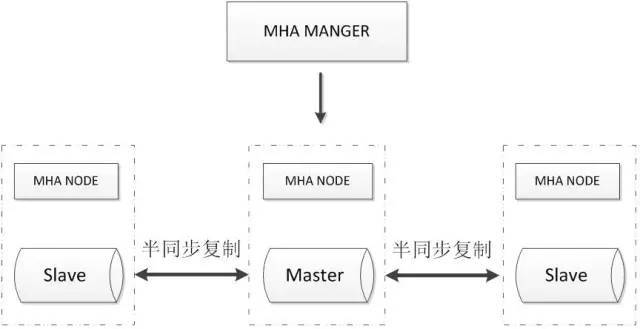 MHA MANGER
MHA NODE
MHA NODE
MHA NODE
半同步复制
半同步复制
Slave
Master
Slave